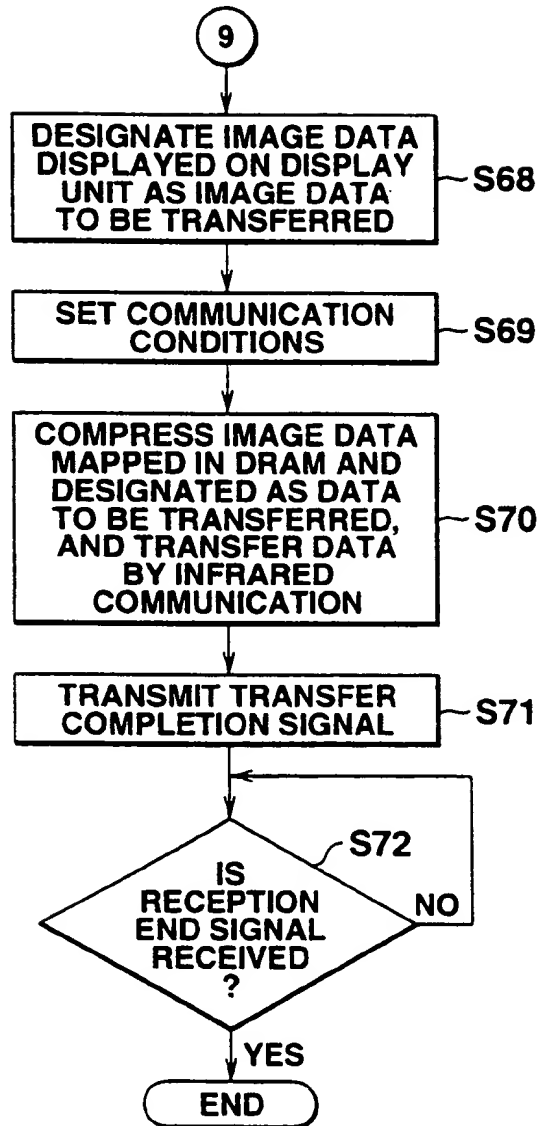 9
DESIGNATE IMAGE DATA
DISPLAYED ON DISPLAY
UNIT AS IMAGE DATA
TO BE TRANSFERRED
S68
SET COMMUNICATION
CONDITIONS
S69
COMPRESS IMAGE DATA
MAPPED IN DRAM AND
DESIGNATED AS DATA
TO BE TRANSFERRED,
AND TRANSFER DATA
BY INFRARED
COMMUNICATION
S70
TRANSMIT TRANSFER
COMPLETION SIGNAL
S71
S72
IS
RECEPTION
END SIGNAL
RECEIVED
?
NO
YES
END